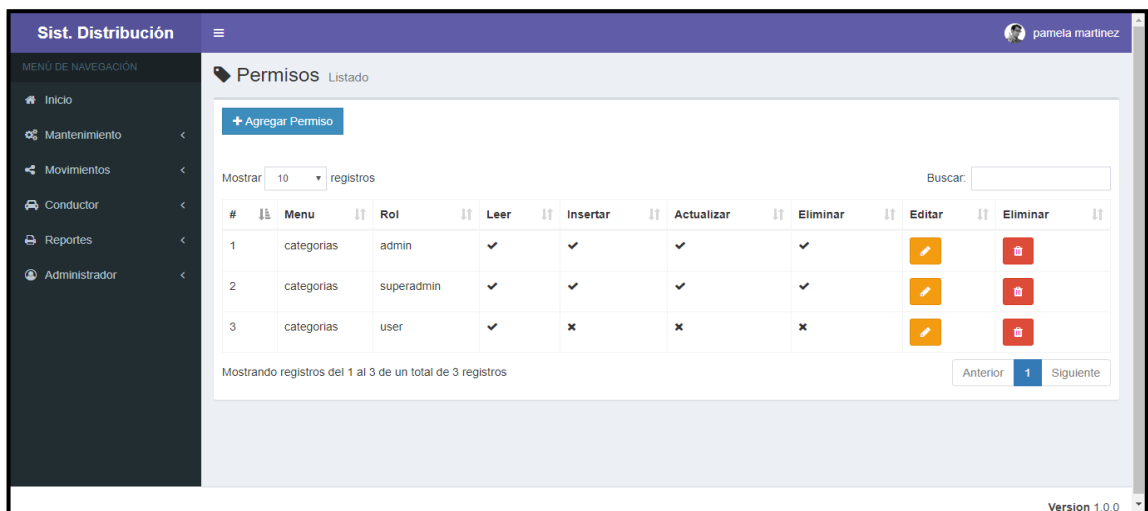 Sist. Distribución
pamela martinez
MENÚ DE NAVEGACIÓN
Inicio
Mantenimiento
Movimientos
Conductor
Reportes
Administrador
Permisos Listado
Agregar Permiso
Mostrar 10 registros
Buscar:
# Menu Rol Leer Insertar Actualizar Eliminar Editar Eliminar
1 categorias admin
2 categorias superadmin
3 categorias user
Mostrando registros del 1 al 3 de un total de 3 registros
Anterior 1 Siguiente
Version 1.0.0